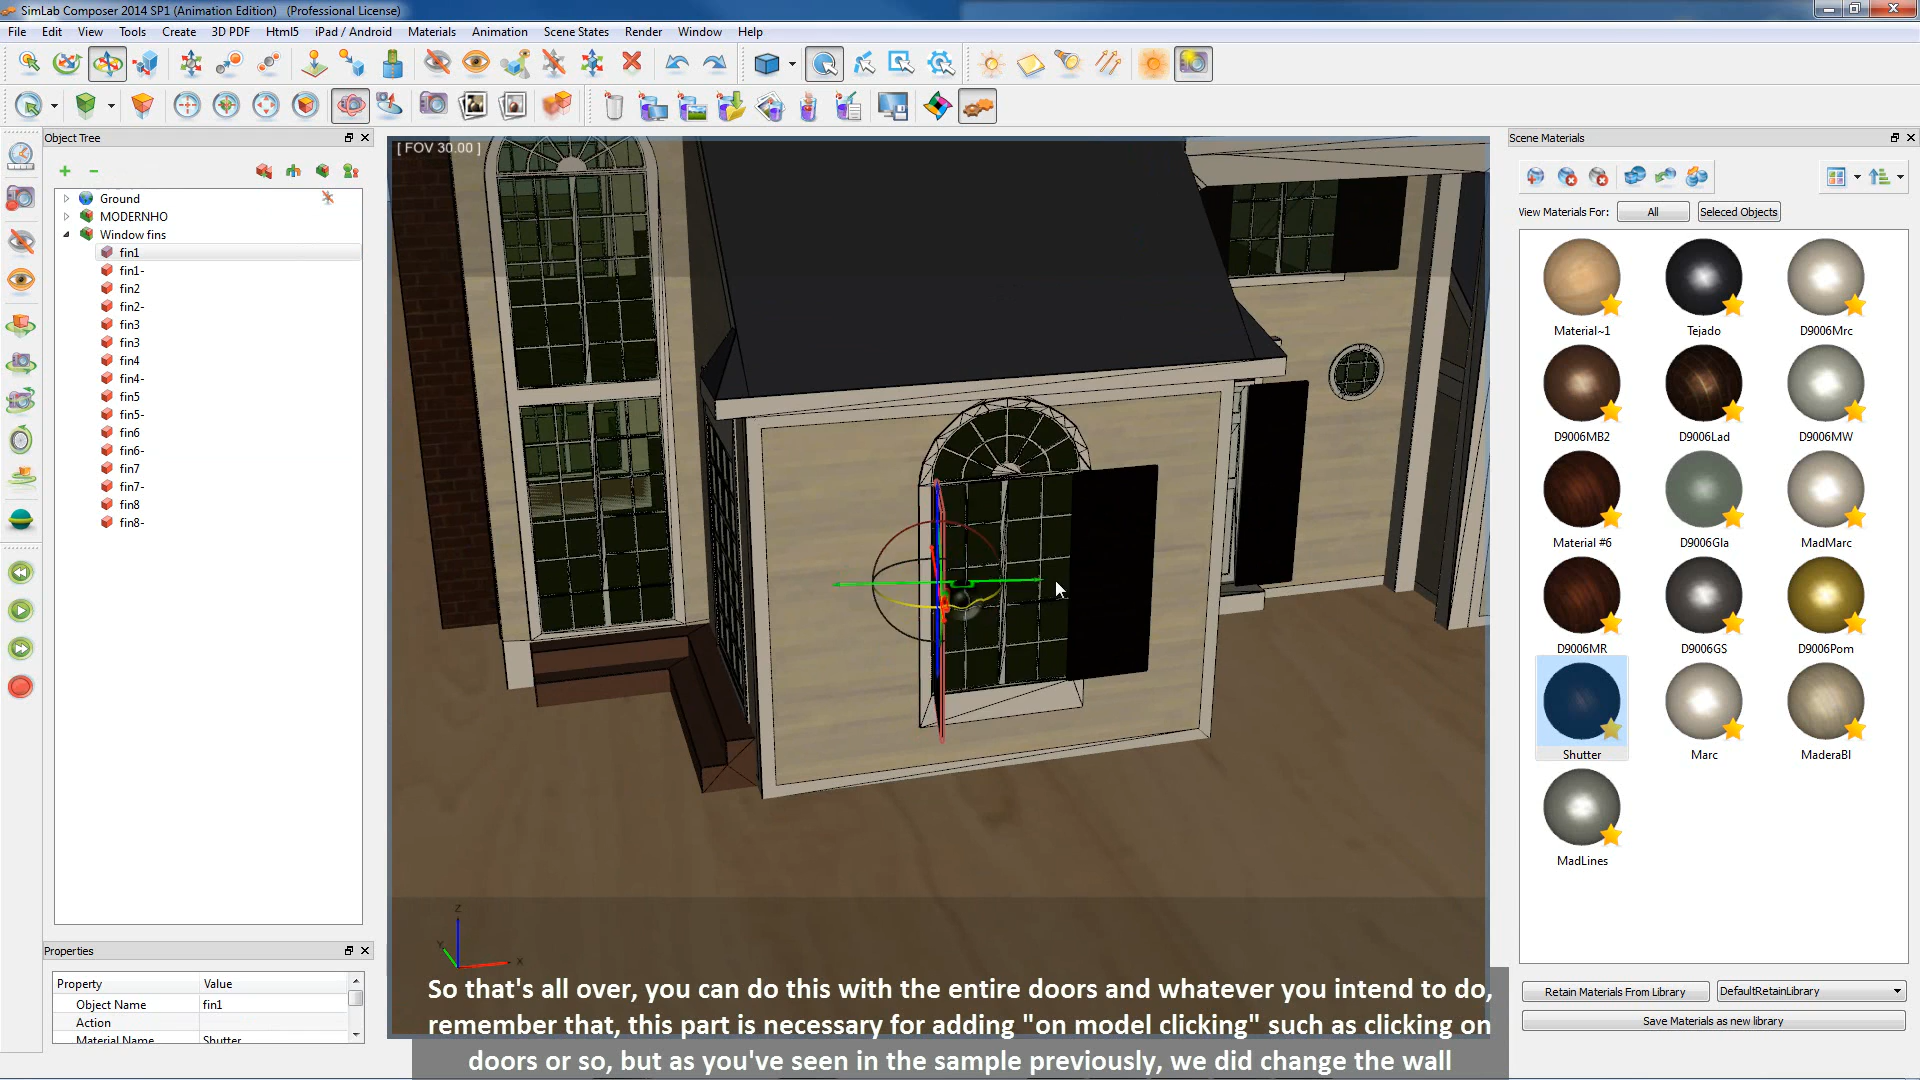 SimLab Composer 2014 SP1 (Animation Edition)   (Professional License)
File Edit View Tools Create 3D PDF Html5 iPad / Android Materials Animation Scene States Render Window Help
Object Tree
Ground
MODERNHO
Window fins
fin1
fin1-
fin2
fin2-
fin3
fin3
fin4
fin4-
fin5
fin5-
fin6
fin6-
fin7
fin7-
fin8
fin8-
Properties
Property Value
Object Name fin1
Action
Material Name Shutter
[ FOV 30.00 ]
Z
Y
X
Scene Materials
View Materials For: All Seleced Objects
Material~1 Tejado D9006Mrc
D9006MB2 D9006Lad D9006MW
Material #6 D9006Gla MadMarc
D9006MR D9006GS D9006Pom
Shutter Marc MaderaBl
MadLines
Retain Materials From Library DefaultRetainLibrary
Save Materials as new library
So that's all over, you can do this with the entire doors and whatever you intend to do,
remember that, this part is necessary for adding "on model clicking" such as clicking on
doors or so, but as you've seen in the sample previously, we did change the wall